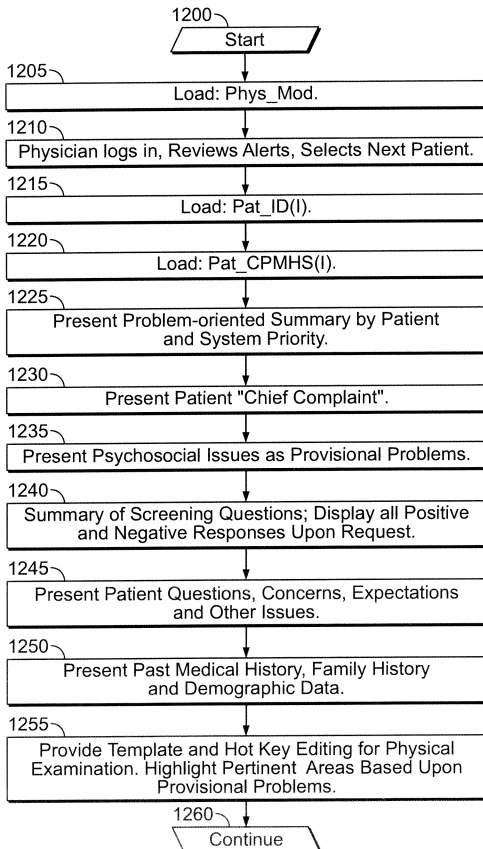 1200
Start
1205
Load: Phys_Mod.
1210
Physician logs in, Reviews Alerts, Selects Next Patient.
1215
Load: Pat_ID(I).
1220
Load: Pat_CPMHS(I).
1225
Present Problem-oriented Summary by Patient
and System Priority.
1230
Present Patient "Chief Complaint".
1235
Present Psychosocial Issues as Provisional Problems.
1240
Summary of Screening Questions; Display all Positive
and Negative Responses Upon Request.
1245
Present Patient Questions, Concerns, Expectations
and Other Issues.
1250
Present Past Medical History, Family History
and Demographic Data.
1255
Provide Template and Hot Key Editing for Physical
Examination. Highlight Pertinent Areas Based Upon
Provisional Problems.
1260
Continue